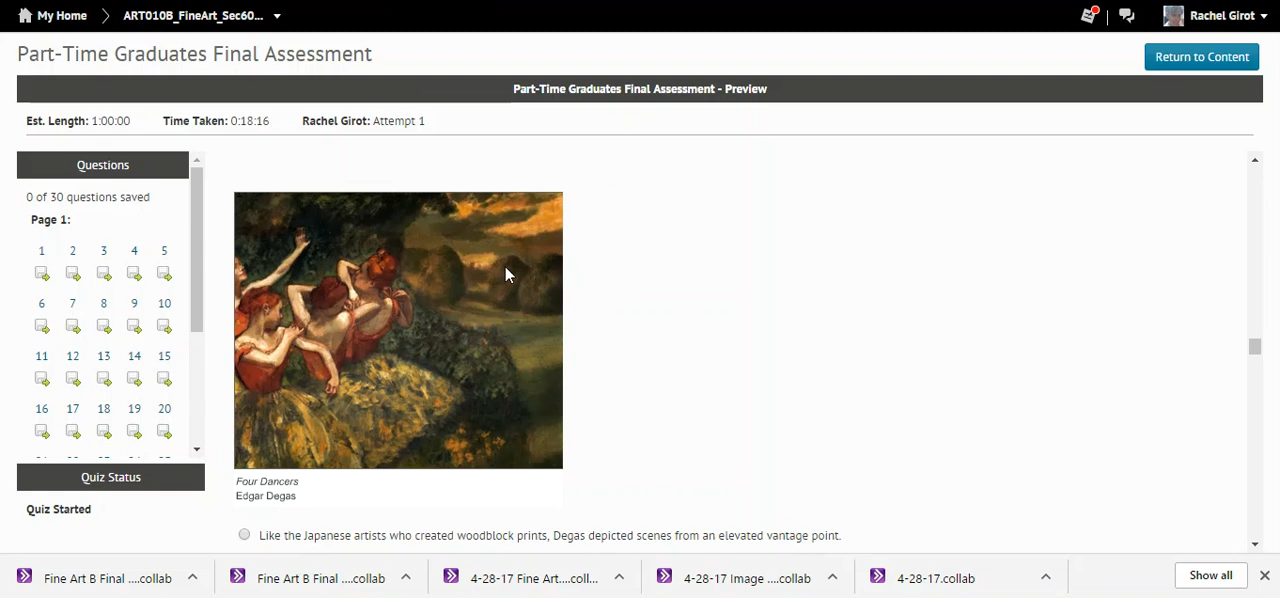 My Home ART010B_FineArt_Sec60... Rachel Girot
Part-Time Graduates Final Assessment
Return to Content
Part-Time Graduates Final Assessment - Preview
Est. Length: 1:00:00 Time Taken: 0:18:16 Rachel Girot: Attempt 1
Questions
0 of 30 questions saved
Page 1:
1 2 3 4 5
6 7 8 9 10
11 12 13 14 15
16 17 18 19 20
Quiz Status
Quiz Started
Four Dancers
Edgar Degas
Like the Japanese artists who created woodblock prints, Degas depicted scenes from an elevated vantage point.
Fine Art B Final ....collab Fine Art B Final ....collab 4-28-17 Fine Art....coll... 4-28-17 Image ....collab 4-28-17.collab Show all